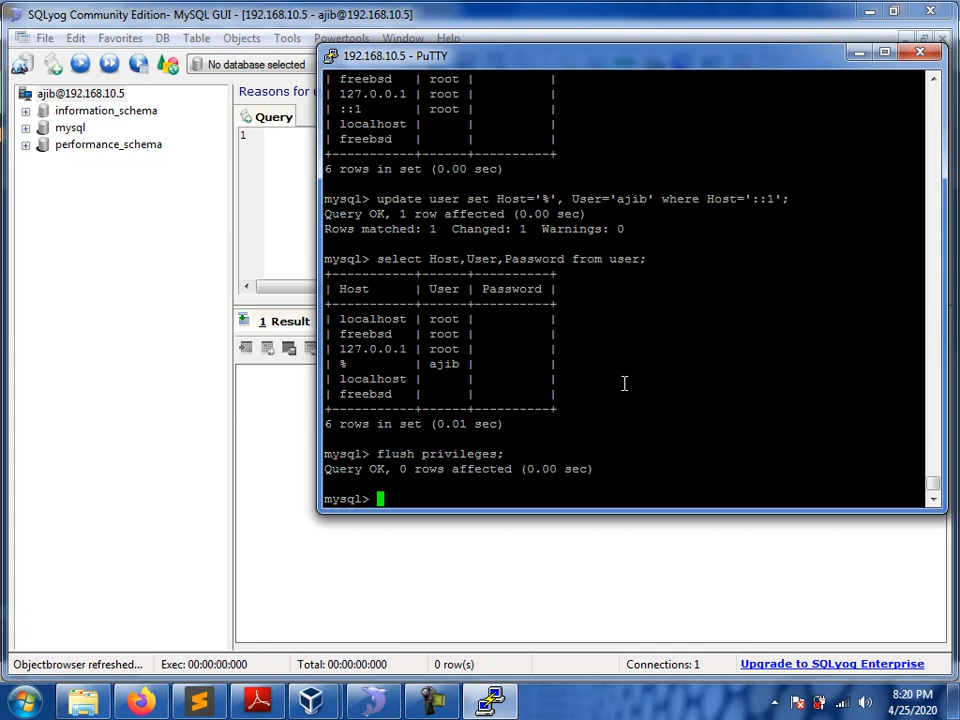 SQLyog Community Edition- MySQL GUI - [192.168.10.5 - ajib@192.168.10.5]
File Edit Favorites DB Table Objects Tools Powertools Window Help
No database selected
ajib@192.168.10.5
information_schema
mysql
performance_schema
Reasons for
Query
1
1 Result
192.168.10.5 - PuTTY
| freebsd   | root |          |
| 127.0.0.1 | root |          |
| ::1       | root |          |
| localhost |      |          |
| freebsd   |      |          |
+-----------+------+----------+
6 rows in set (0.00 sec)
mysql> update user set Host='%', User='ajib' where Host='::1';
Query OK, 1 row affected (0.00 sec)
Rows matched: 1  Changed: 1  Warnings: 0
mysql> select Host,User,Password from user;
+-----------+------+----------+
| Host      | User | Password |
+-----------+------+----------+
| localhost | root |          |
| freebsd   | root |          |
| 127.0.0.1 | root |          |
| %         | ajib |          |
| localhost |      |          |
| freebsd   |      |          |
+-----------+------+----------+
6 rows in set (0.01 sec)
mysql> flush privileges;
Query OK, 0 rows affected (0.00 sec)
mysql>
Objectbrowser refreshed... Exec: 00:00:00:000 Total: 00:00:00:000 0 row(s) Connections: 1 Upgrade to SQLyog Enterprise
8:20 PM
4/25/2020